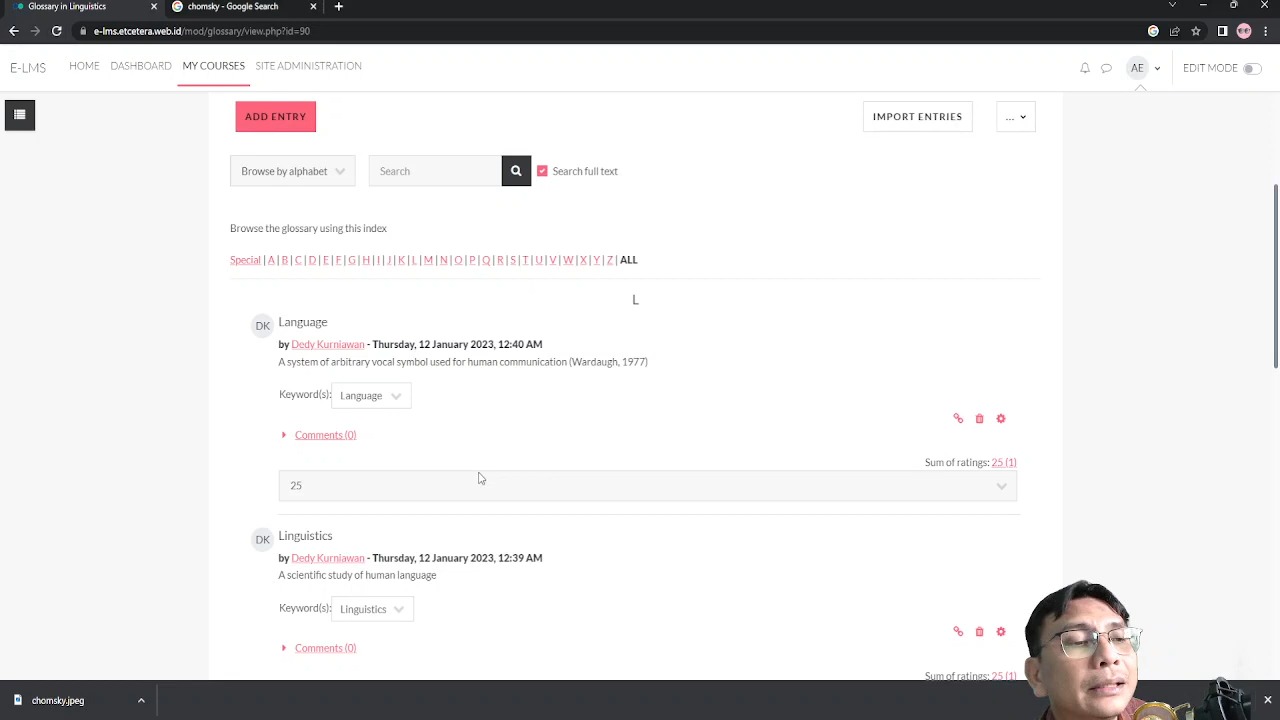 Glossary in Linguistics
chomsky - Google Search
e-lms.etcetera.web.id/mod/glossary/view.php?id=90
E-LMS
HOME
DASHBOARD
MY COURSES
SITE ADMINISTRATION
AE
EDIT MODE
ADD ENTRY
IMPORT ENTRIES
...
Browse by alphabet
Search
Search full text
Browse the glossary using this index
Special | A | B | C | D | E | F | G | H | I | J | K | L | M | N | O | P | Q | R | S | T | U | V | W | X | Y | Z | ALL
L
DK
Language
by Dedy Kurniawan - Thursday, 12 January 2023, 12:40 AM
A system of arbitrary vocal symbol used for human communication (Wardaugh, 1977)
Keyword(s): Language
Comments (0)
Sum of ratings: 25 (1)
25
DK
Linguistics
by Dedy Kurniawan - Thursday, 12 January 2023, 12:39 AM
A scientific study of human language
Keyword(s): Linguistics
Comments (0)
Sum of ratings: 25 (1)
chomsky.jpeg